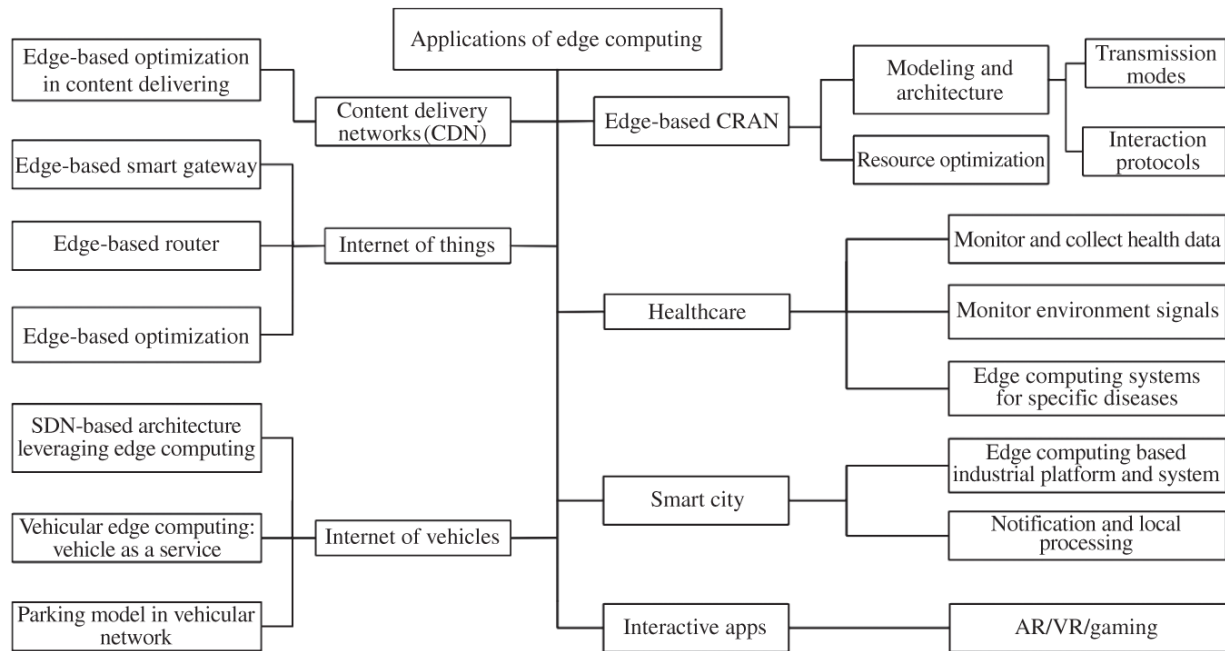 Applications of edge computing
Edge-based optimization
in content delivering
Content delivery
networks (CDN)
Edge-based smart gateway
Edge-based router
Edge-based optimization
Internet of things
SDN-based architecture
leveraging edge computing
Vehicular edge computing:
vehicle as a service
Parking model in vehicular
network
Internet of vehicles
Edge-based CRAN
Modeling and
architecture
Transmission
modes
Interaction
protocols
Resource optimization
Healthcare
Monitor and collect health data
Monitor environment signals
Edge computing systems
for specific diseases
Smart city
Edge computing based
industrial platform and system
Notification and local
processing
Interactive apps
AR/VR/gaming